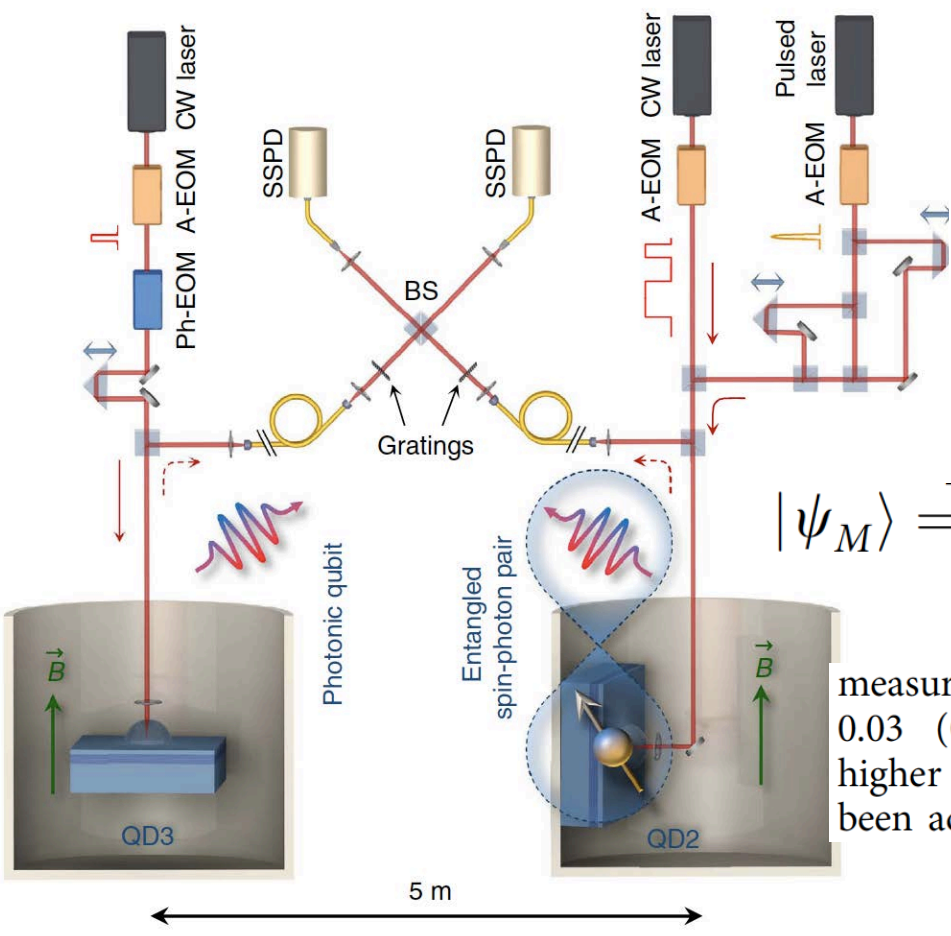 CW laser
A-EOM
Ph-EOM
SSPD
SSPD
BS
Gratings
CW laser
A-EOM
Pulsed
laser
A-EOM
Photonic qubit
Entangled
spin-photon pair
|ψ_M⟩ =
B
QD3
B
QD2
measur
0.03 (
higher
been a
5 m